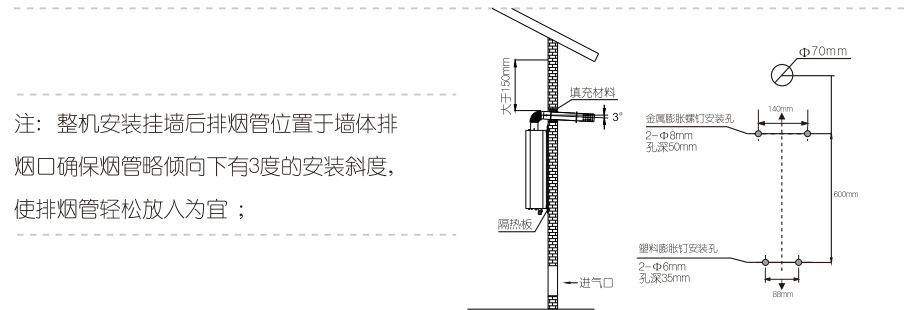 注：整机安装挂墙后排烟管位置于墙体排
烟口确保烟管略倾向下有3度的安装斜度,
使排烟管轻松放入为宜；
大于150mm
填充材料
3°
隔热板
进气口
Φ70mm
140mm
金属膨胀螺钉安装孔
2-Φ8mm
孔深50mm
600mm
塑料膨胀钉安装孔
2-Φ6mm
孔深35mm
88mm